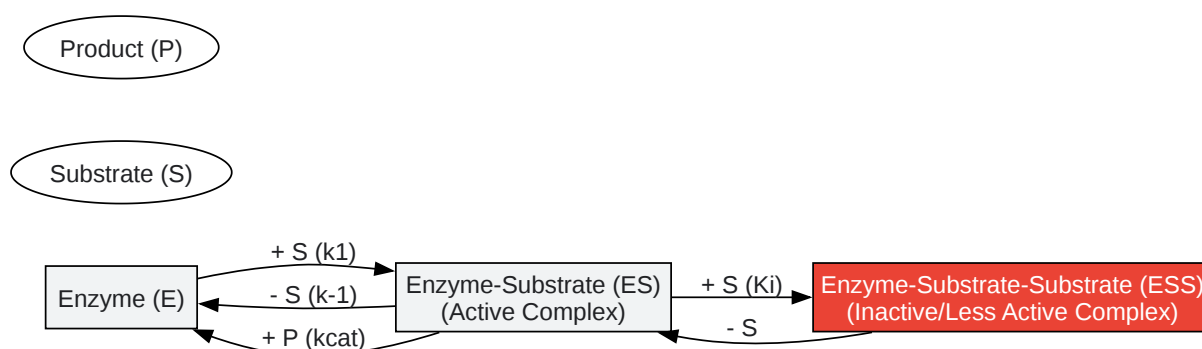 Product (P)
Substrate (S)
+ S (k1)
Enzyme (E)
- S (k-1)
+ P (kcat)
Enzyme-Substrate (ES)
(Active Complex)
+ S (Ki)
- S
Enzyme-Substrate-Substrate (ESS)
(Inactive/Less Active Complex)